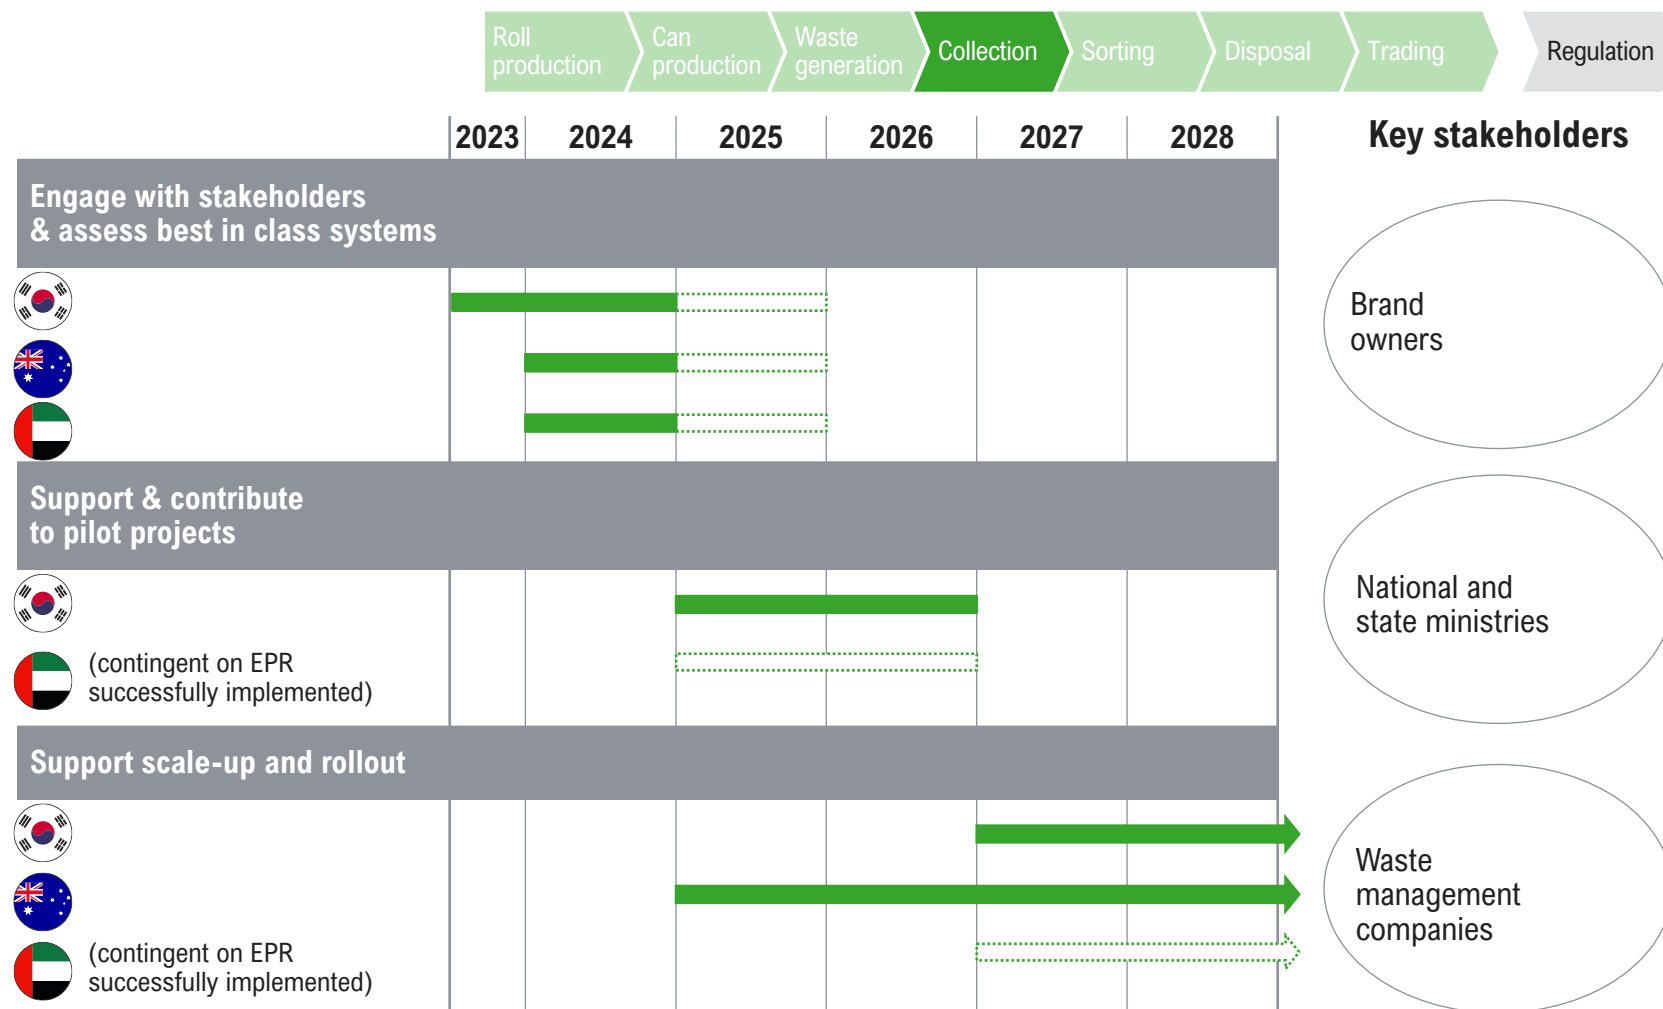 Roll
production
Can
production
Waste
generation
Collection
Sorting
Disposal
Trading
Regulation
2023
2024
2025
2026
2027
2028
Key stakeholders
Engage with stakeholders
& assess best in class systems
Brand
owners
Support & contribute
to pilot projects
(contingent on EPR
successfully implemented)
National and
state ministries
Support scale-up and rollout
(contingent on EPR
successfully implemented)
Waste
management
companies